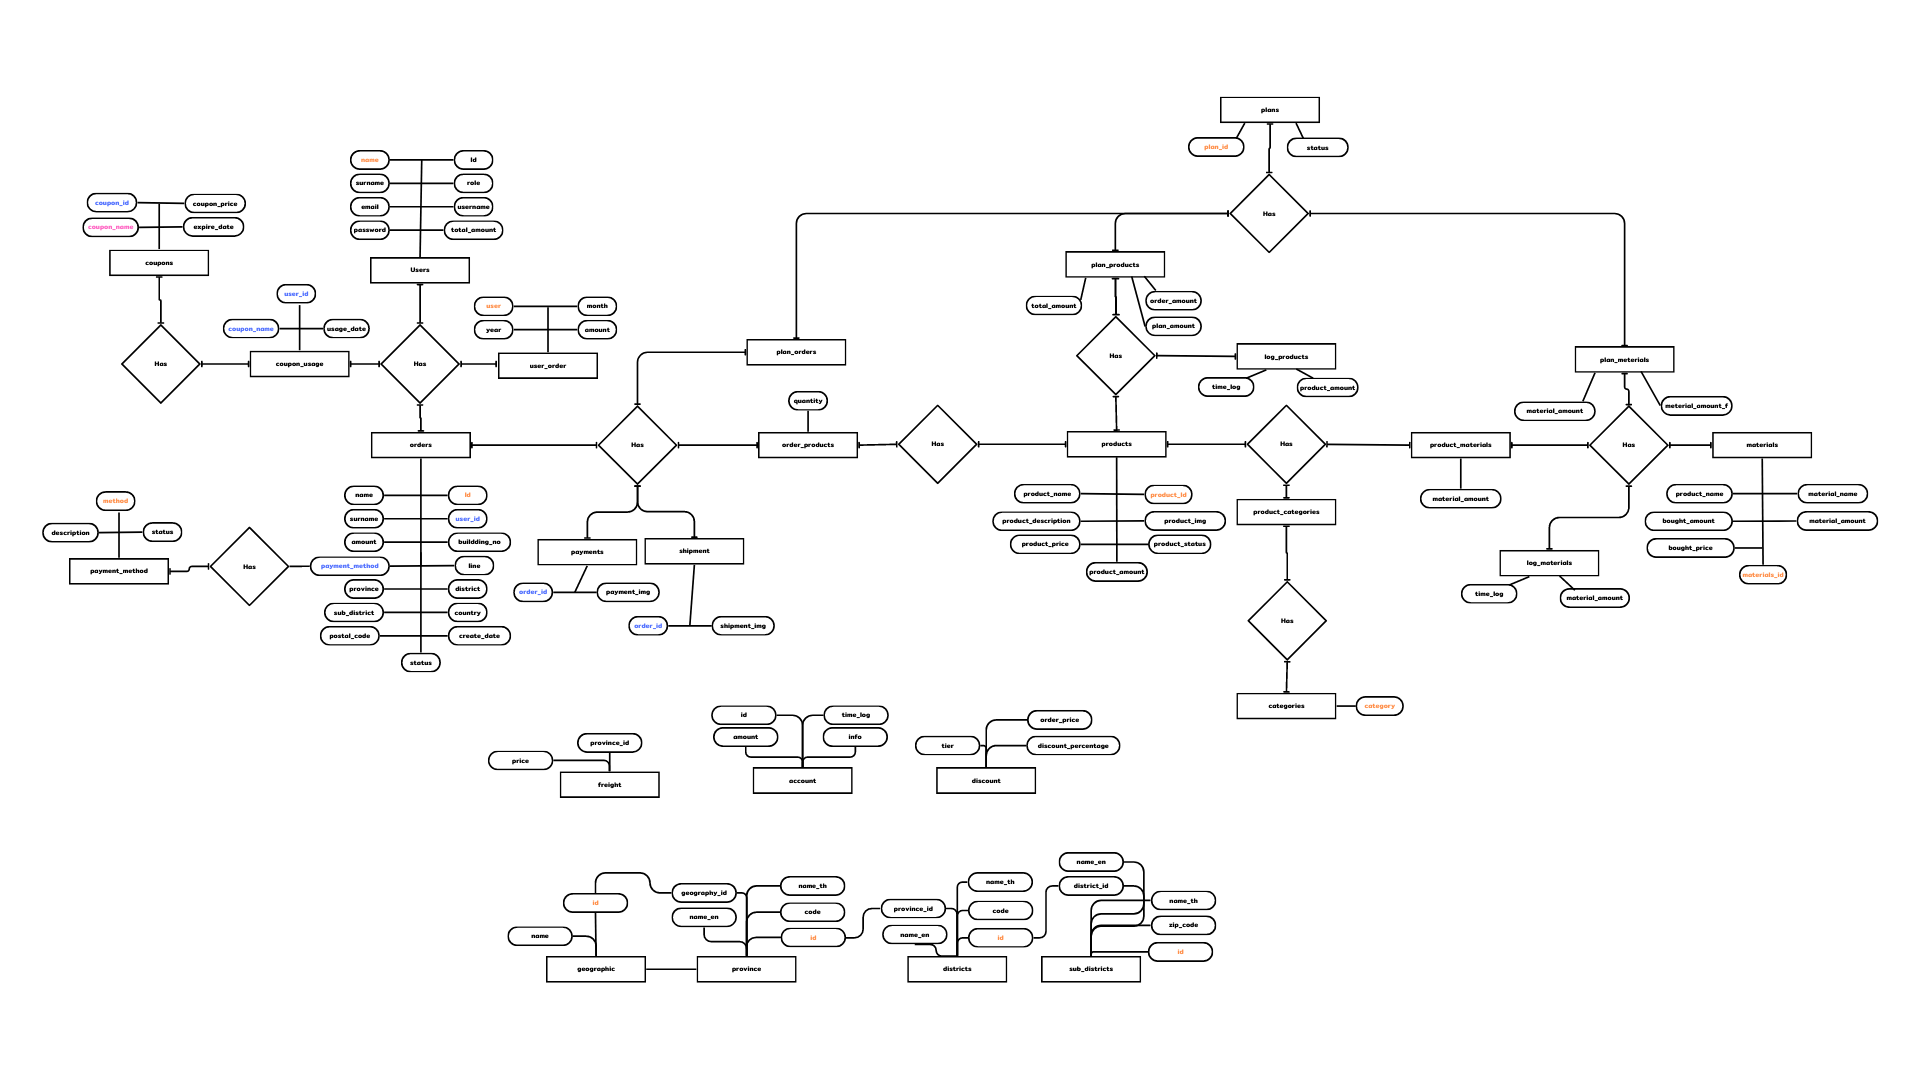 plans
plan_id
status
Has
name
Id
surname
role
email
username
password
total_amount
Users
coupon_id
coupon_price
coupon_name
expire_date
coupons
user_id
coupon_name
usage_date
coupon_usage
Has
Has
user
month
year
amount
user_order
plan_orders
plan_products
total_amount
order_amount
plan_amount
Has
log_products
time_log
product_amount
plan_meterials
material_amount
meterial_amount_f
orders
Has
quantity
order_products
Has
products
Has
product_materials
material_amount
Has
materials
name
Id
surname
user_id
amount
buildding_no
payment_method
line
province
district
sub_district
country
postal_code
create_date
status
method
description
status
payment_method
Has
payments
shipment
order_id
payment_img
order_id
shipment_img
product_name
product_id
product_description
product_img
product_price
product_status
product_amount
product_categories
Has
categories
category
product_name
material_name
bought_amount
material_amount
bought_price
materials_id
log_materials
time_log
material_amount
province_id
price
freight
id
time_log
amount
info
account
order_price
tier
discount_percentage
discount
id
name
geographic
geography_id
name_th
name_en
code
id
province
province_id
name_th
code
name_en
id
districts
name_en
district_id
name_th
zip_code
id
sub_districts